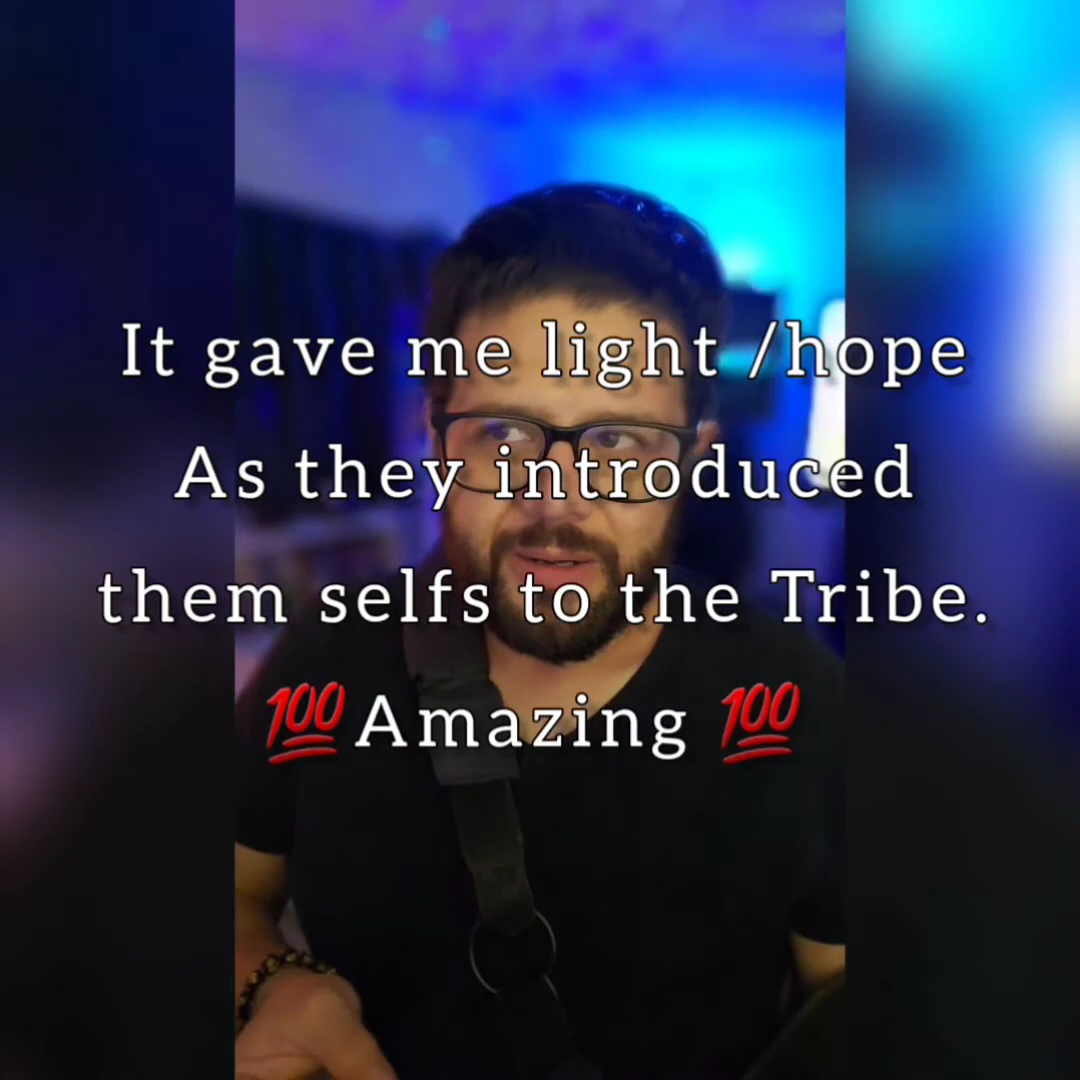 It gave me light /hope
As they introduced
them selfs to the Tribe.
💯Amazing 💯